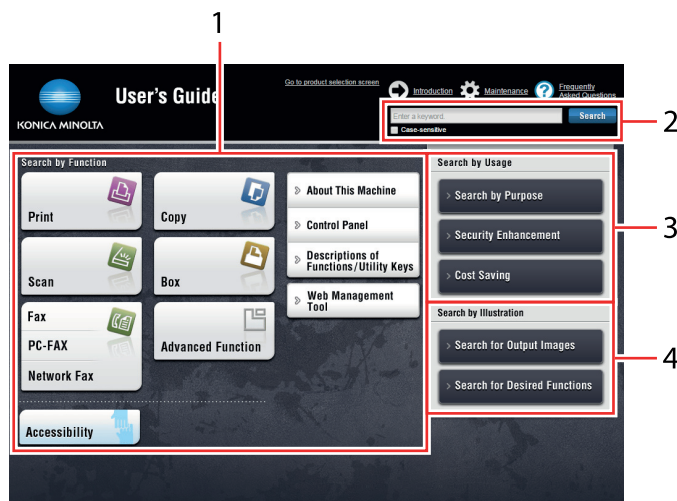 1
Go to product selection screen
Introduction
Maintenance
Frequently
Asked Questions
User's Guide
KONICA MINOLTA
Enter a keyword.
Search
Case-sensitive
2
Search by Function
Print
Copy
Scan
Box
Fax
PC-FAX
Network Fax
Advanced Function
Accessibility
About This Machine
Control Panel
Descriptions of
Functions/Utility Keys
Web Management
Tool
Search by Usage
Search by Purpose
Security Enhancement
Cost Saving
3
Search by Illustration
Search for Output Images
Search for Desired Functions
4